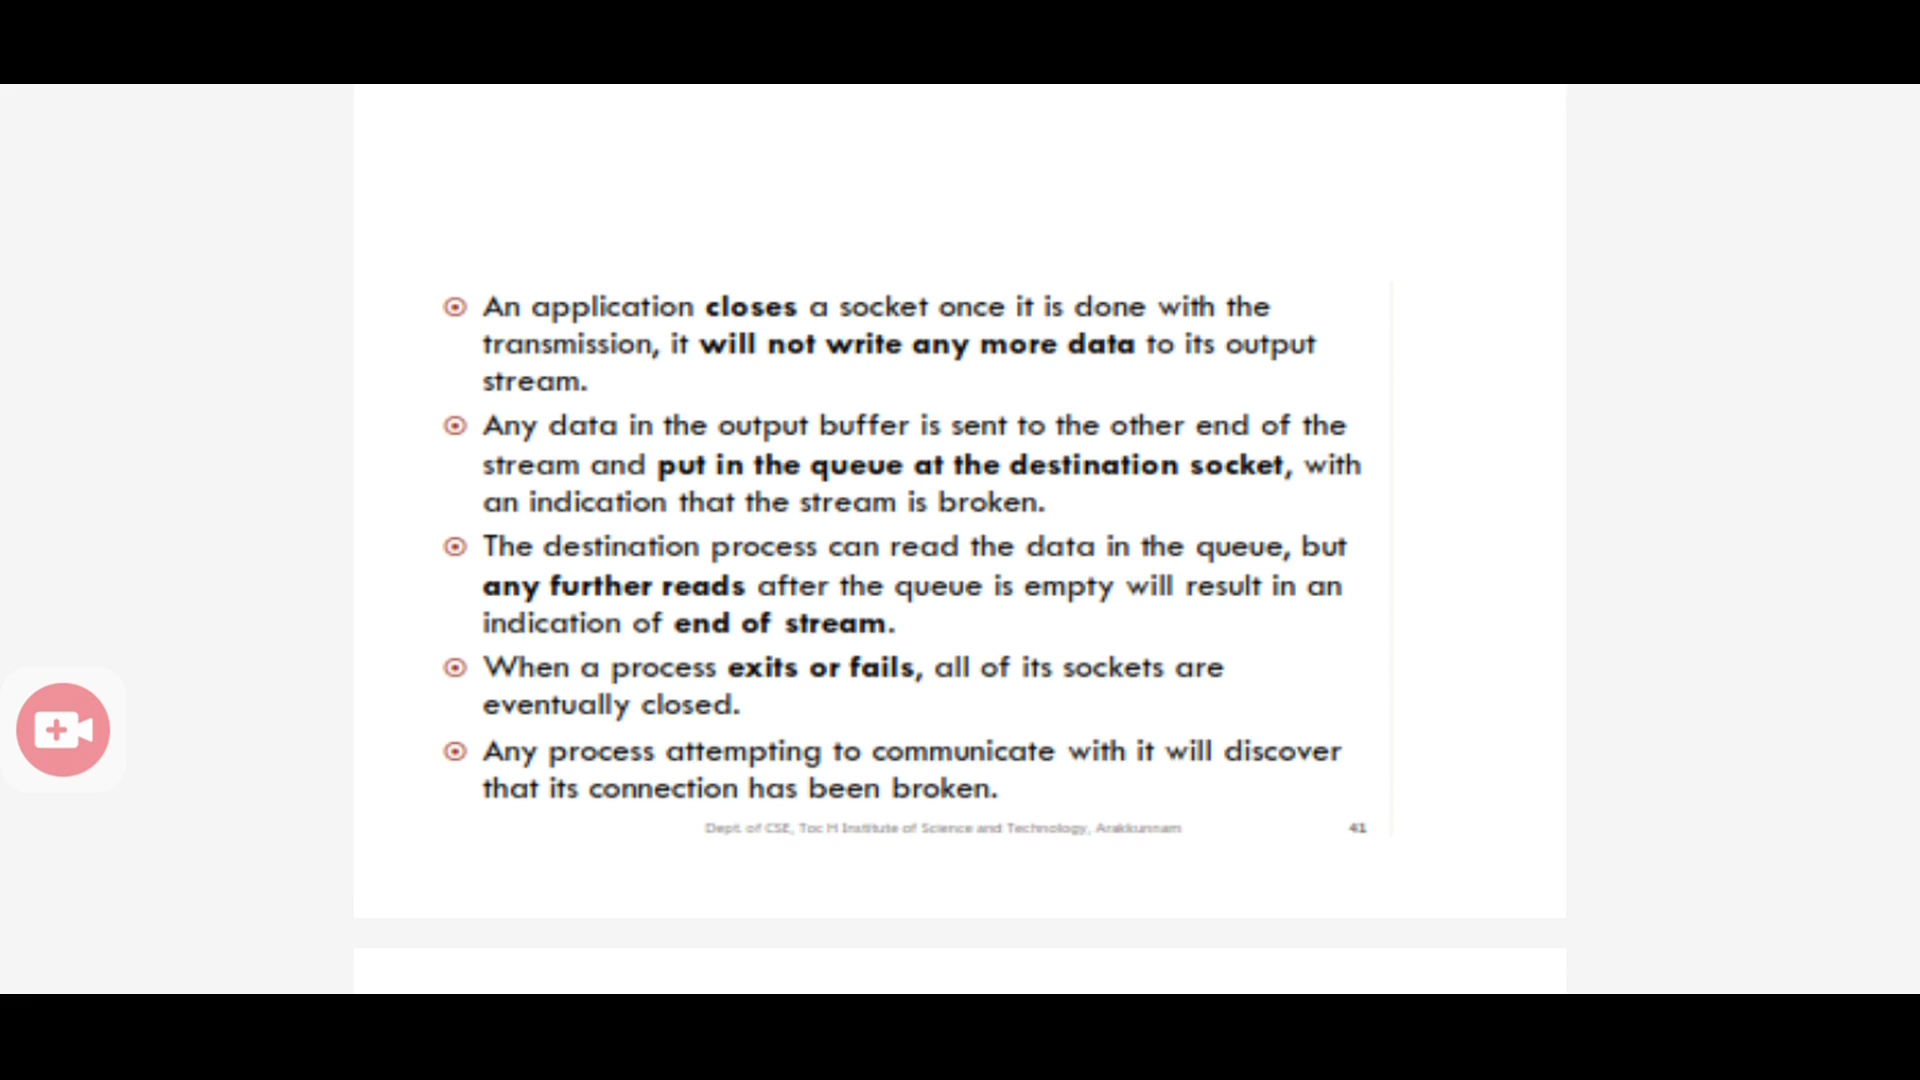 An application closes a socket once it is done with the
transmission, it will not write any more data to its output
stream.
Any data in the output buffer is sent to the other end of the
stream and put in the queue at the destination socket, with
an indication that the stream is broken.
The destination process can read the data in the queue, but
any further reads after the queue is empty will result in an
indication of end of stream.
When a process exits or fails, all of its sockets are
eventually closed.
Any process attempting to communicate with it will discover
that its connection has been broken.
Dept. of CSE, Toc H Institute of Science and Technology, Arakkunnam 41